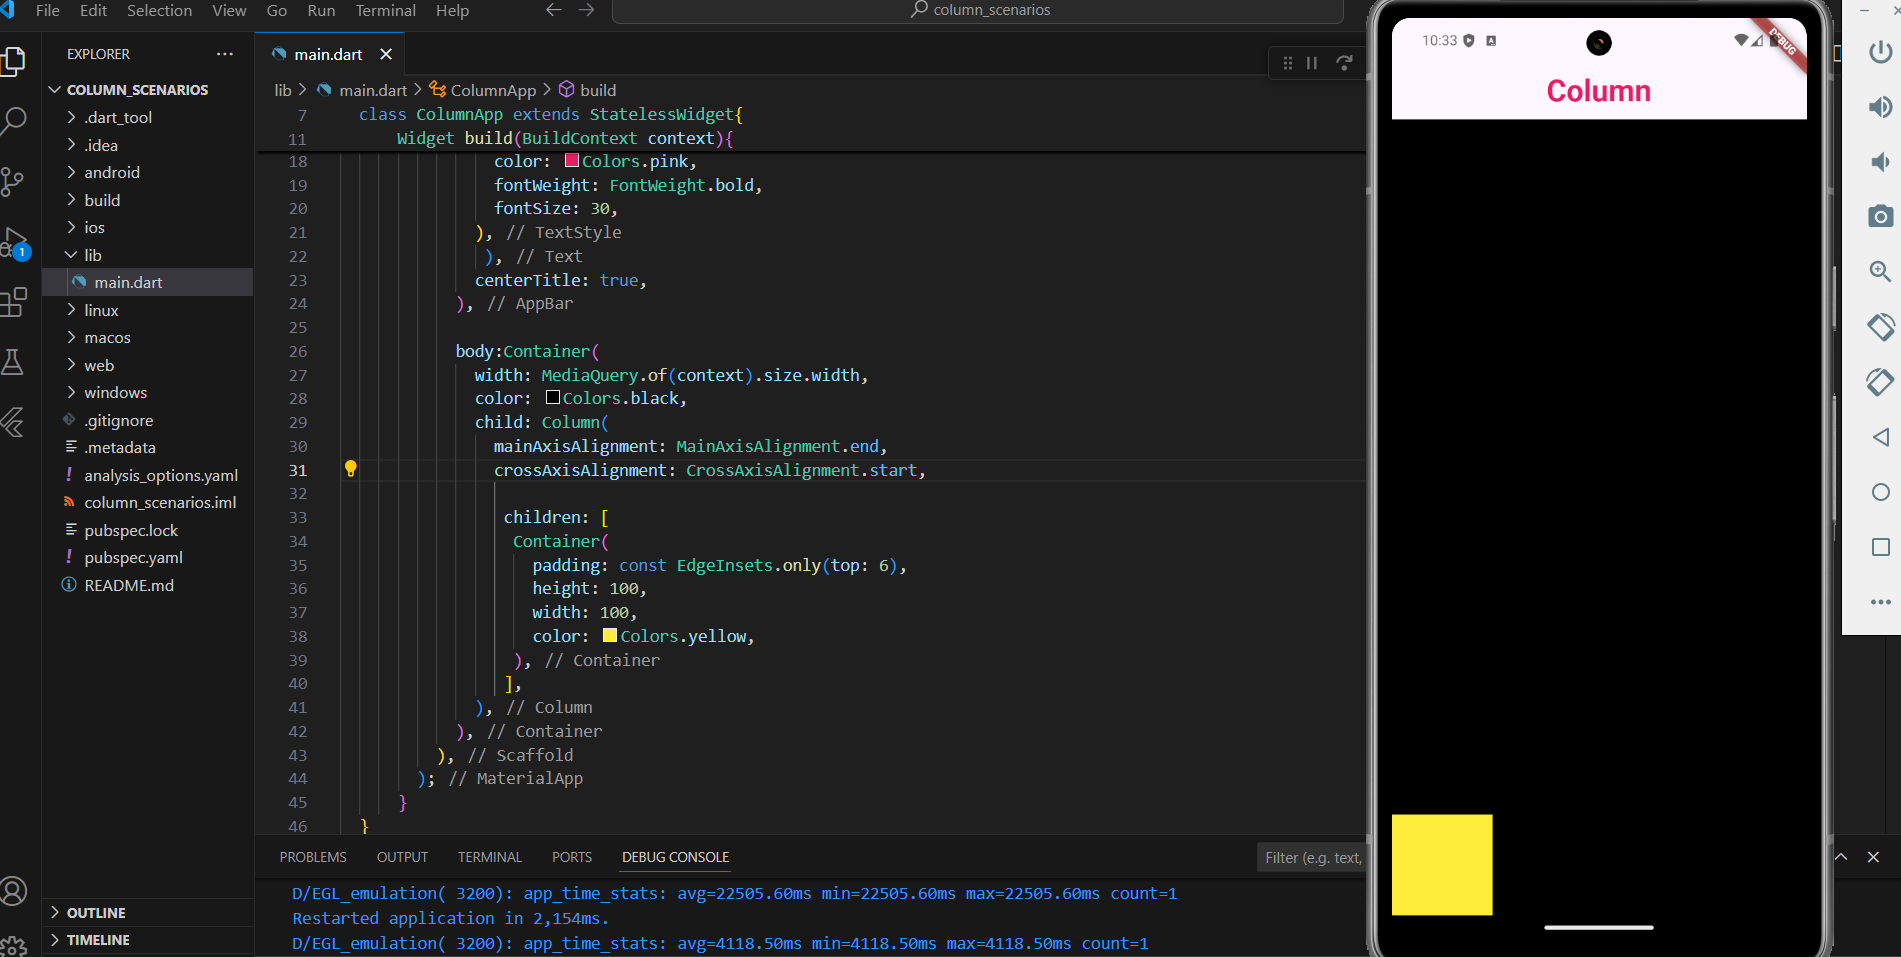 File Edit Selection View Go Run Terminal Help
column_scenarios
EXPLORER
COLUMN_SCENARIOS
.dart_tool
.idea
android
build
ios
lib
main.dart
linux
macos
web
windows
.gitignore
.metadata
analysis_options.yaml
column_scenarios.iml
pubspec.lock
pubspec.yaml
README.md
OUTLINE
TIMELINE
1
main.dart
lib > main.dart > ColumnApp > build
7 class ColumnApp extends StatelessWidget{
11 Widget build(BuildContext context){
18 color: Colors.pink,
19 fontWeight: FontWeight.bold,
20 fontSize: 30,
21 ), // TextStyle
22 ), // Text
23 centerTitle: true,
24 ), // AppBar
25
26 body:Container(
27 width: MediaQuery.of(context).size.width,
28 color: Colors.black,
29 child: Column(
30 mainAxisAlignment: MainAxisAlignment.end,
31 crossAxisAlignment: CrossAxisAlignment.start,
32
33 children: [
34 Container(
35 padding: const EdgeInsets.only(top: 6),
36 height: 100,
37 width: 100,
38 color: Colors.yellow,
39 ), // Container
40 ],
41 ), // Column
42 ), // Container
43 ), // Scaffold
44 ); // MaterialApp
45 }
46 }
PROBLEMS OUTPUT TERMINAL PORTS DEBUG CONSOLE
Filter (e.g. text,
D/EGL_emulation( 3200): app_time_stats: avg=22505.60ms min=22505.60ms max=22505.60ms count=1
Restarted application in 2,154ms.
D/EGL_emulation( 3200): app_time_stats: avg=4118.50ms min=4118.50ms max=4118.50ms count=1
10:33
DEBUG
Column